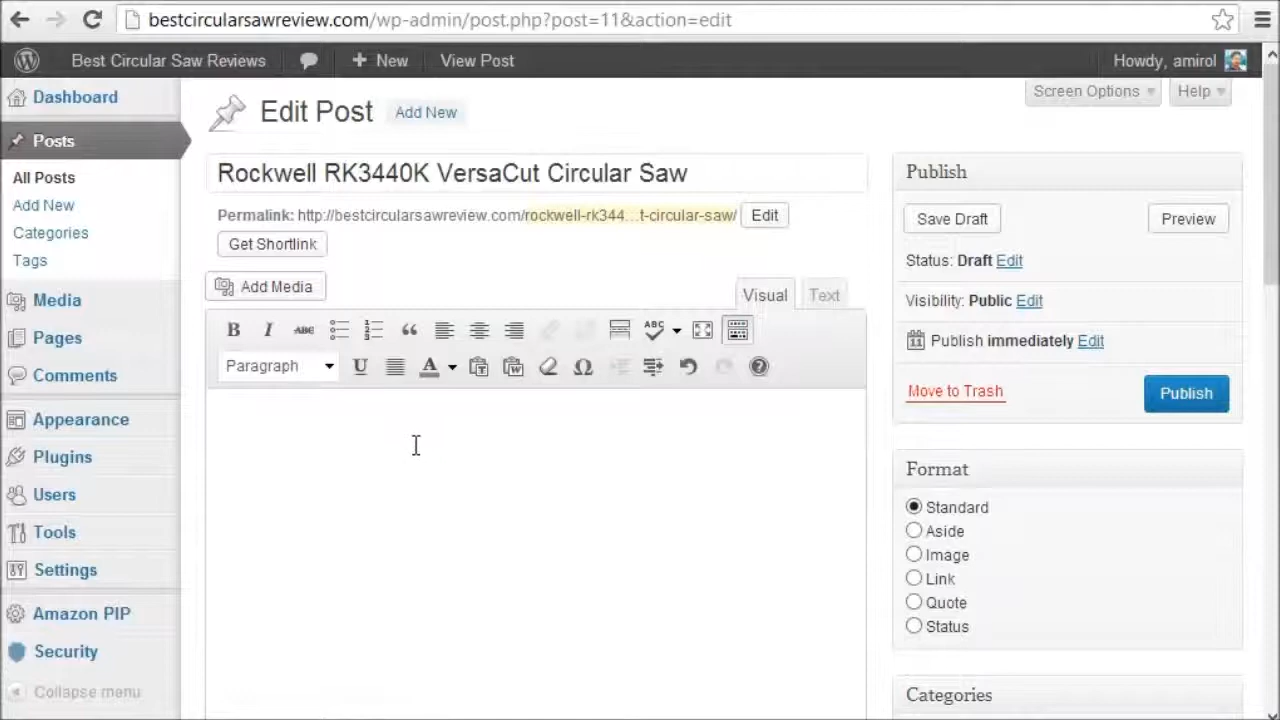 bestcircularsawreview.com/wp-admin/post.php?post=11&action=edit
Best Circular Saw Reviews
New
View Post
Howdy, amirol
Dashboard
Posts
All Posts
Add New
Categories
Tags
Media
Pages
Comments
Appearance
Plugins
Users
Tools
Settings
Amazon PIP
Security
Collapse menu
Screen Options
Help
Edit Post
Add New
Rockwell RK3440K VersaCut Circular Saw
Permalink: http://bestcircularsawreview.com/rockwell-rk344...t-circular-saw/ Edit
Get Shortlink
Add Media
Visual
Text
B I ABC ABC
Paragraph U A T W Ω ?
Publish
Save Draft
Preview
Status: Draft Edit
Visibility: Public Edit
11 Publish immediately Edit
Move to Trash
Publish
Format
Standard
Aside
Image
Link
Quote
Status
Categories